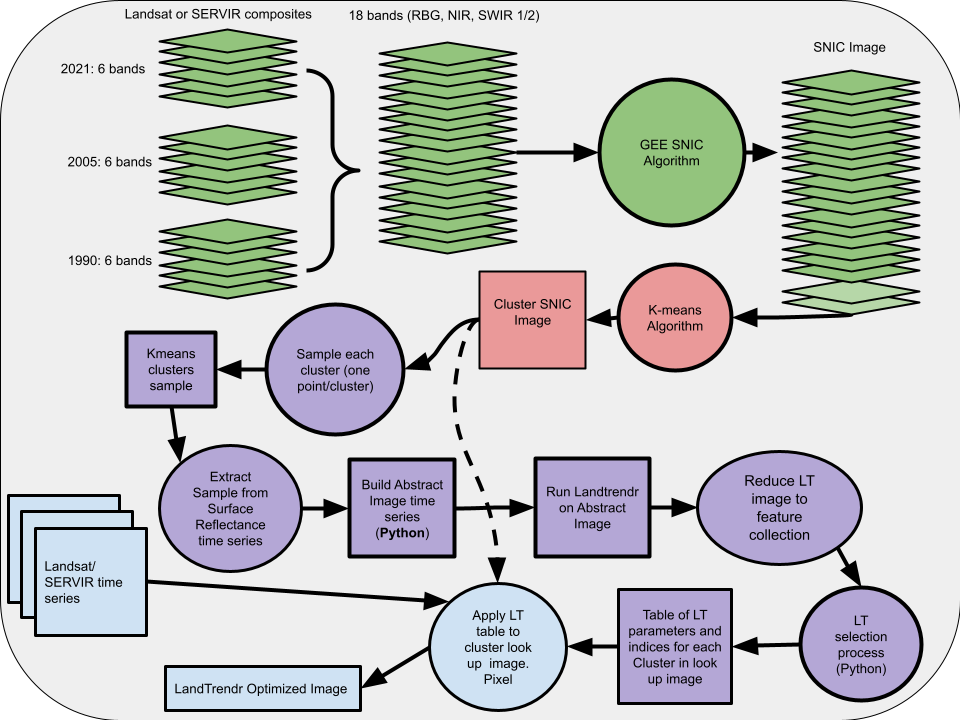 Landsat or SERVIR composites
18 bands (RBG, NIR, SWIR 1/2)
SNIC Image
2021: 6 bands
2005: 6 bands
1990: 6 bands
GEE SNIC
Algorithm
Cluster SNIC
Image
K-means
Algorithm
Sample each
cluster (one
point/cluster)
Kmeans
clusters
sample
Extract
Sample from
Surface
Reflectance
time series
Build Abstract
Image time
series
(Python)
Run Landtrendr
on Abstract
Image
Reduce LT
image to
feature
collection
Landsat/
SERVIR time
series
Apply LT
table to
cluster look
up image.
Pixel
Table of LT
parameters and
indices for each
Cluster in look
up image
LT
selection
process
(Python)
LandTrendr Optimized Image